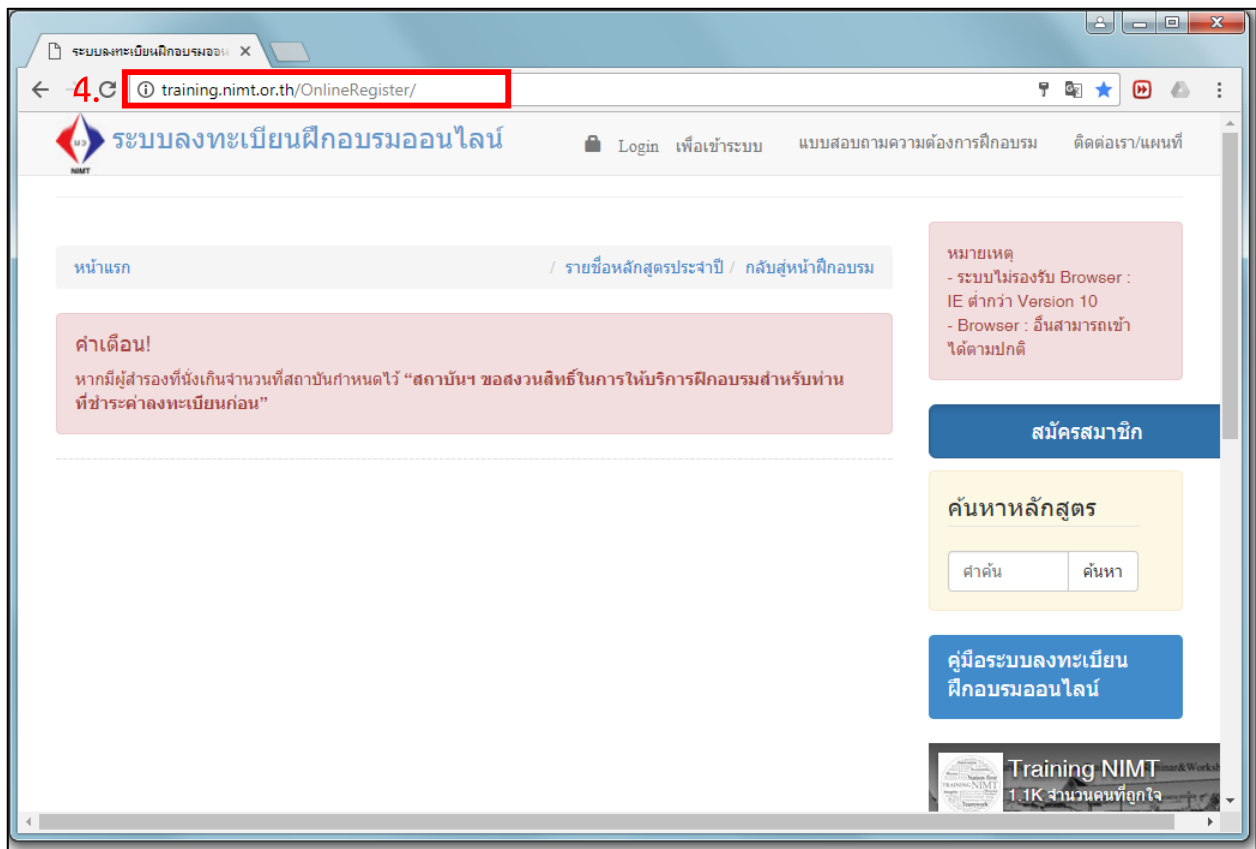 ระบบลงทะเบียนฝึกอบรมออน
4.
training.nimt.or.th/OnlineRegister/
มว
NIMT
ระบบลงทะเบียนฝึกอบรมออนไลน์
Login เพื่อเข้าระบบ
แบบสอบถามความต้องการฝึกอบรม
ติดต่อเรา/แผนที่
หน้าแรก
/ รายชื่อหลักสูตรประจำปี / กลับสู่หน้าฝึกอบรม
คำเตือน!
หากมีผู้สำรองที่นั่งเกินจำนวนที่สถาบันกำหนดไว้ “สถาบันฯ ขอสงวนสิทธิ์ในการให้บริการฝึกอบรมสำหรับท่าน
ที่ชำระค่าลงทะเบียนก่อน”
หมายเหตุ
- ระบบไม่รองรับ Browser :
IE ต่ำกว่า Version 10
- Browser : อื่นสามารถเข้า
ได้ตามปกติ
สมัครสมาชิก
ค้นหาหลักสูตร
คำค้น
ค้นหา
คู่มือระบบลงทะเบียน
ฝึกอบรมออนไลน์
Training NIMT
1.1K จำนวนคนที่ถูกใจ